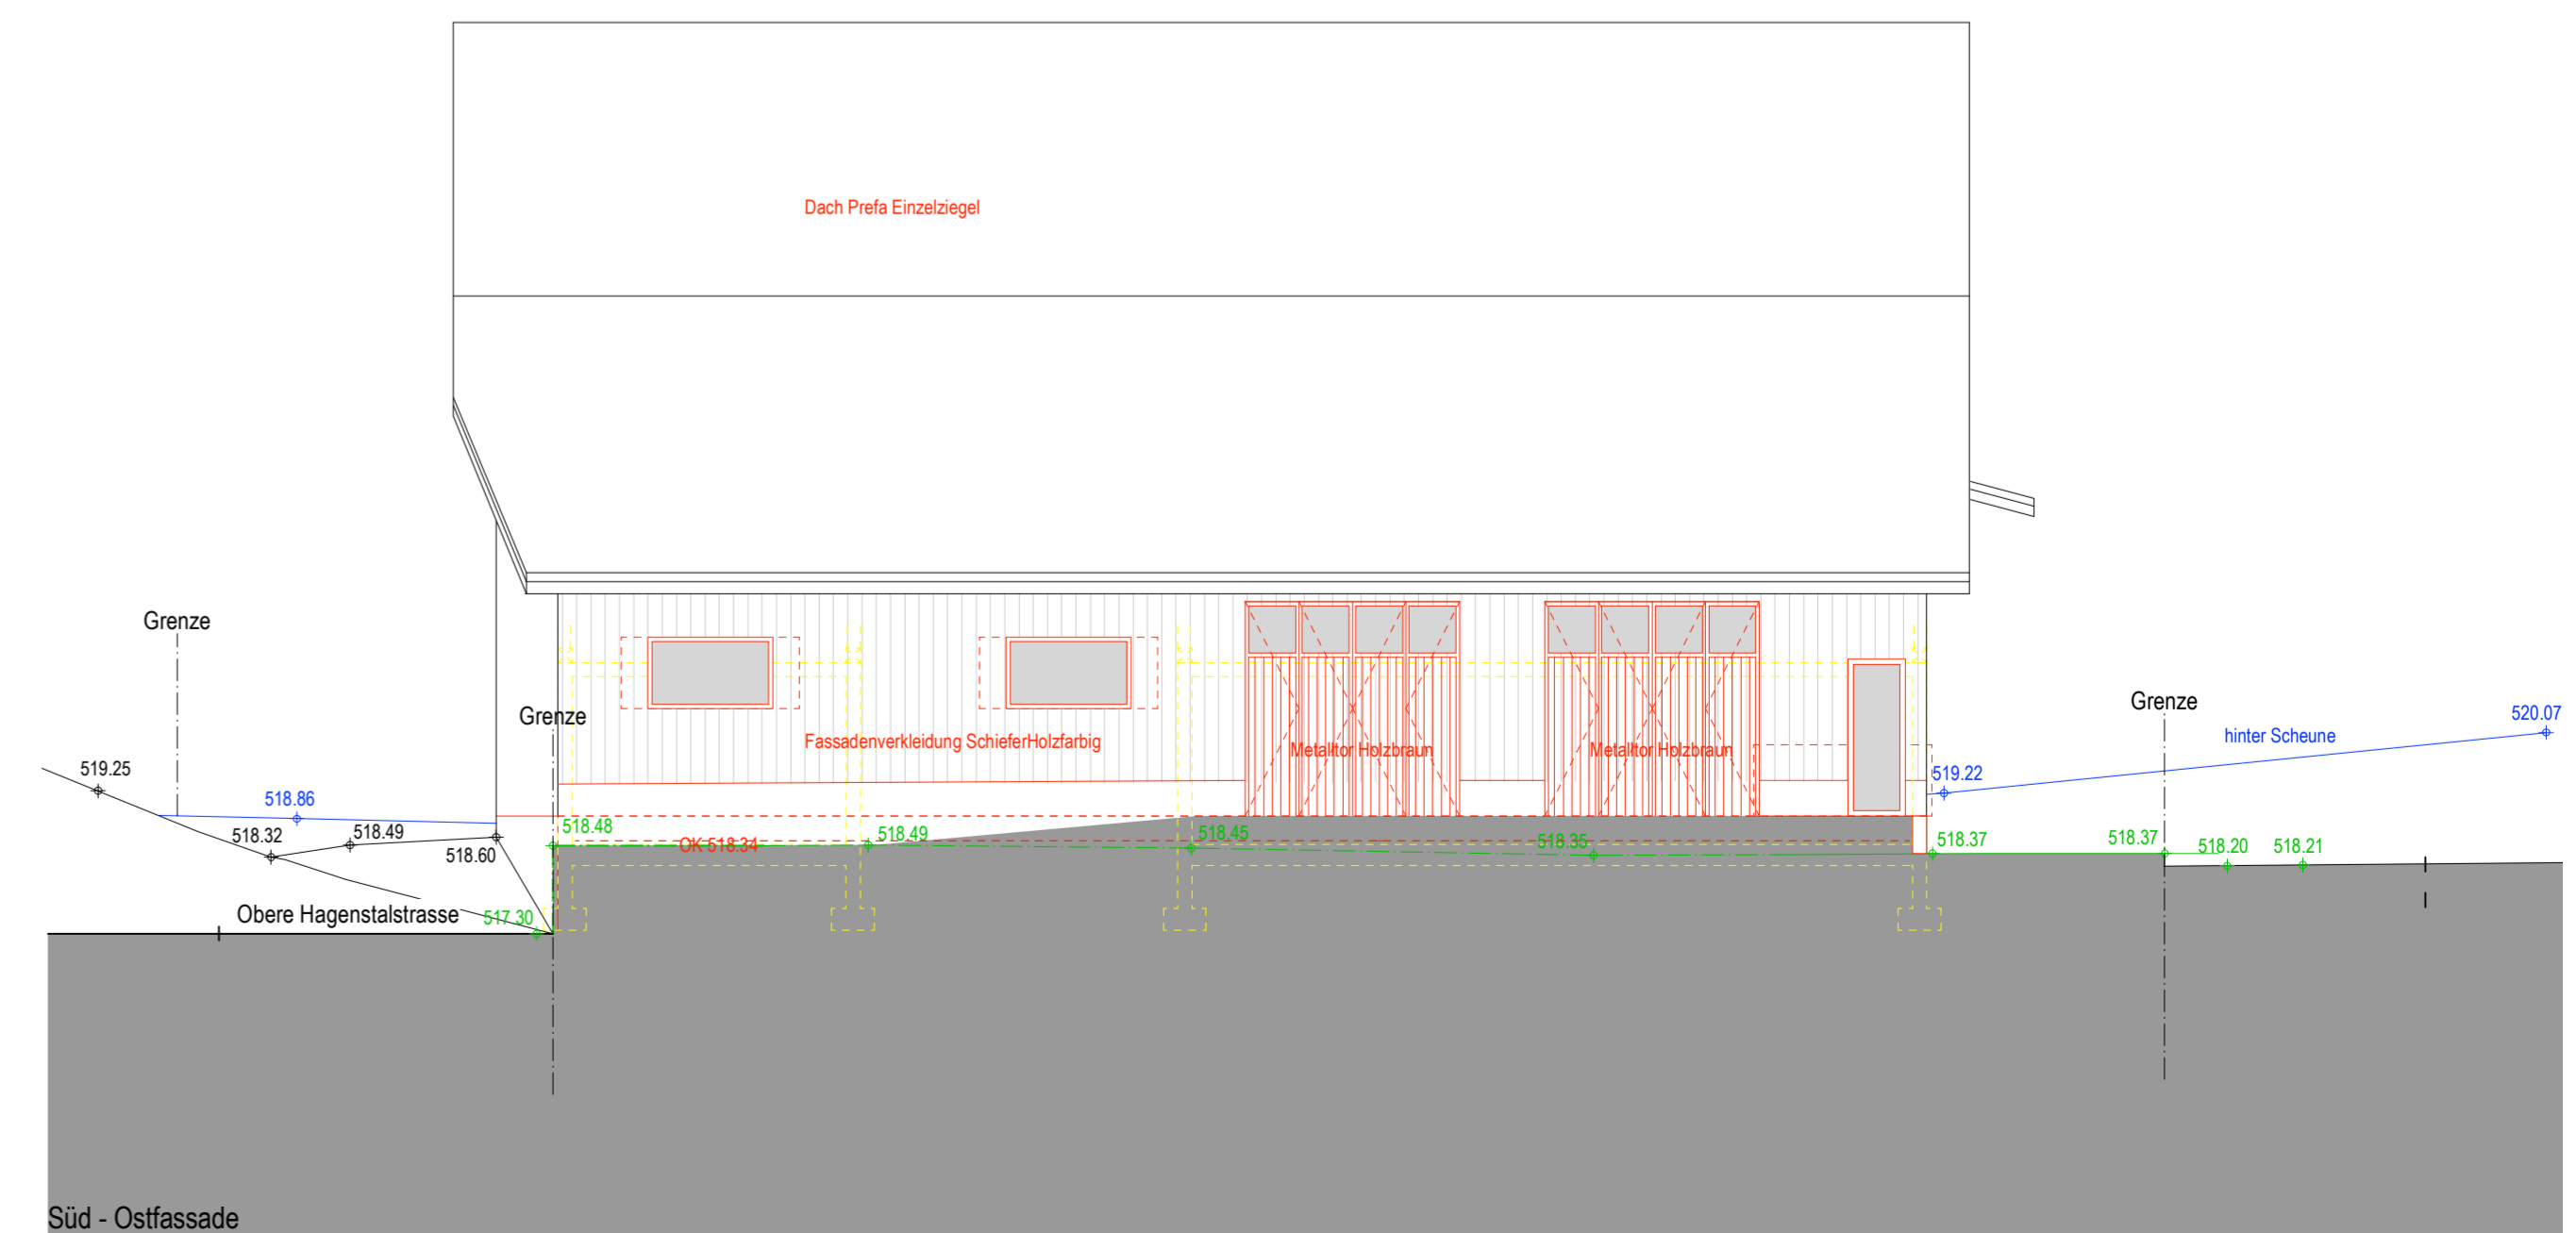 Dach Prefa Einzelziegel
Grenze
Grenze
Grenze
hinter Scheune
520.07
Fassadenverkleidung SchieferHolzfarbig
Metalltor Holzbraun
Metalltor Holzbraun
519.25
518.86
519.22
518.32
518.49
518.60
518.48
OK 518.34
518.49
518.45
518.35
518.37
518.37
518.20
518.21
Obere Hagenstalstrasse
517.30
Süd - Ostfassade